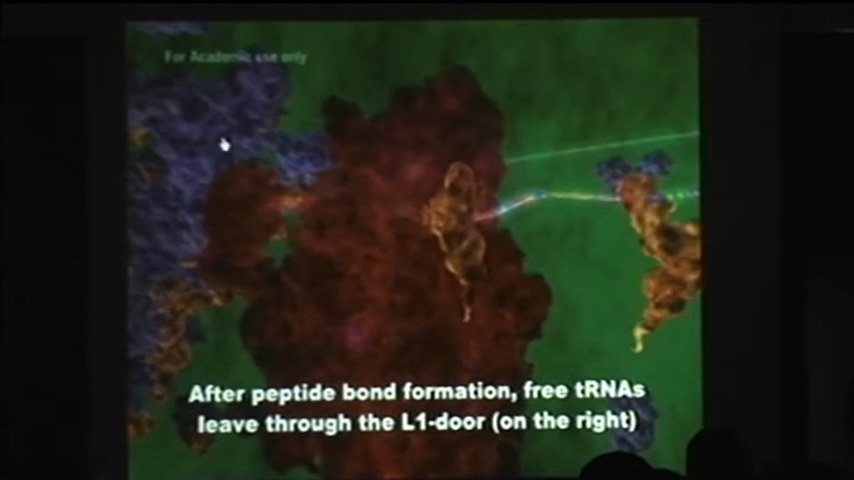 For Academic use only
After peptide bond formation, free tRNAs
leave through the L1-door (on the right)